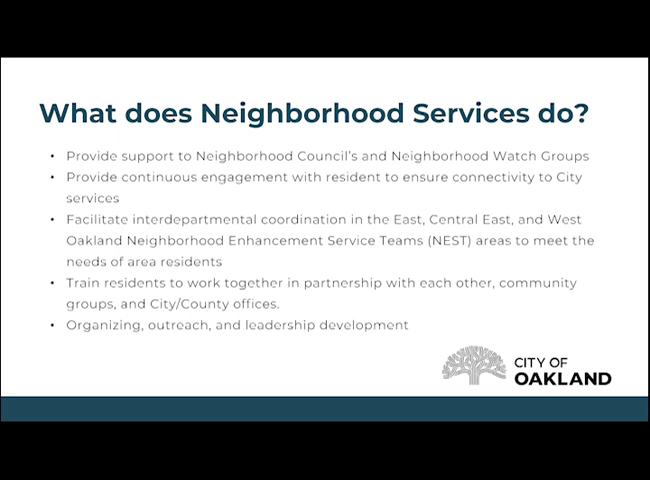 What does Neighborhood Services do?
• Provide support to Neighborhood Council's and Neighborhood Watch Groups
• Provide continuous engagement with resident to ensure connectivity to City
services
• Facilitate interdepartmental coordination in the East, Central East, and West
Oakland Neighborhood Enhancement Service Teams (NEST) areas to meet the
needs of area residents
• Train residents to work together in partnership with each other, community
groups, and City/County offices.
• Organizing, outreach, and leadership development
CITY OF
OAKLAND